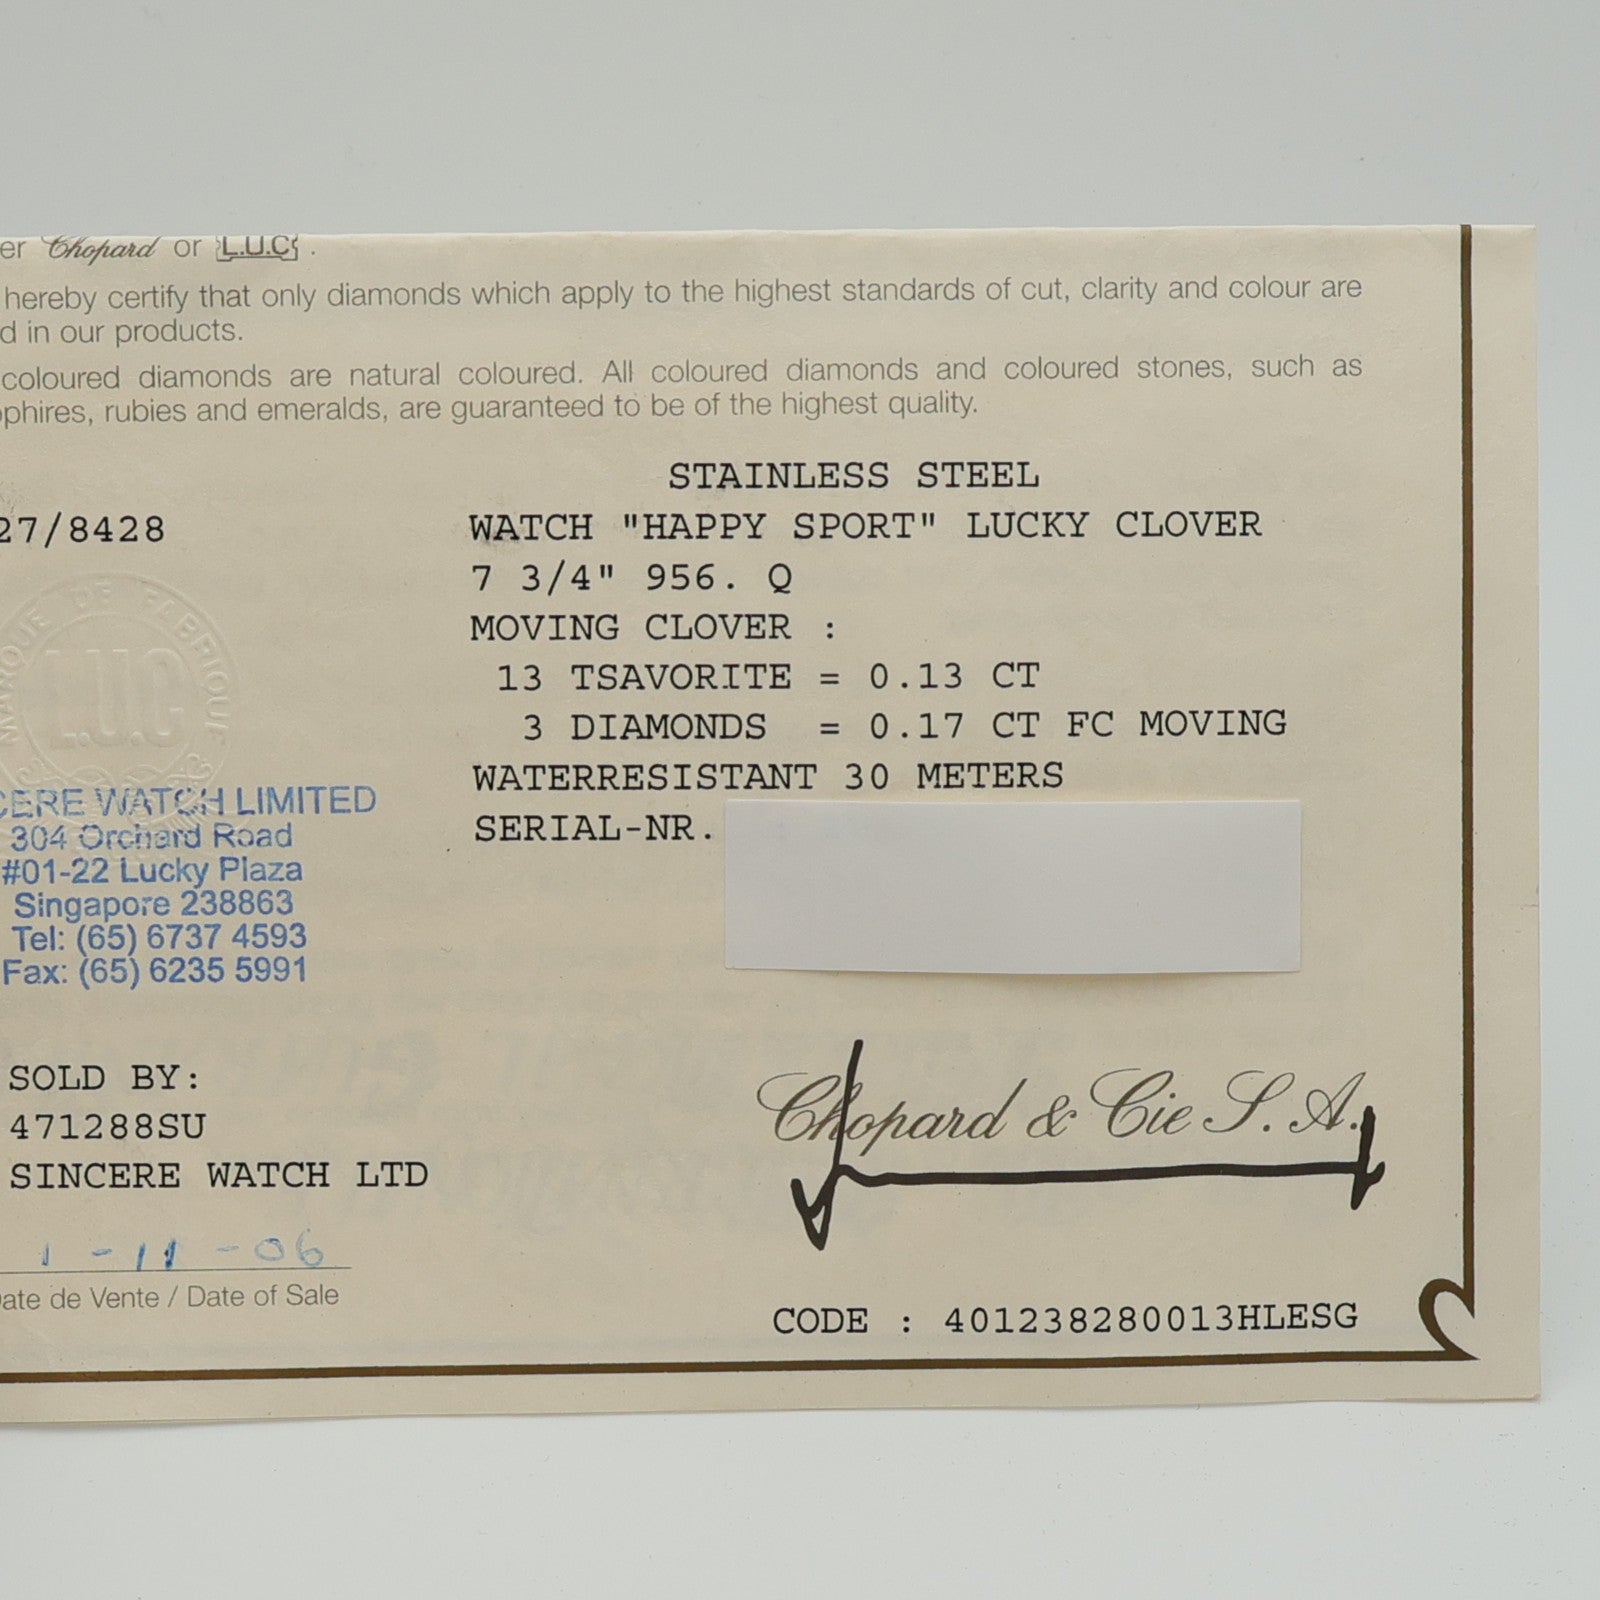 er Chopard or L.U.C .
hereby certify that only diamonds which apply to the highest standards of cut, clarity and colour are
d in our products.
coloured diamonds are natural coloured. All coloured diamonds and coloured stones, such as
phires, rubies and emeralds, are guaranteed to be of the highest quality.
STAINLESS STEEL
27/8428
WATCH "HAPPY SPORT" LUCKY CLOVER
7 3/4" 956. Q
MOVING CLOVER :
13 TSAVORITE = 0.13 CT
3 DIAMONDS = 0.17 CT FC MOVING
WATERRESISTANT 30 METERS
SERIAL-NR.
MARQUE DE FABRIQUE
L.U.C
CERE WATCH LIMITED
304 Orchard Road
#01-22 Lucky Plaza
Singapore 238863
Tel: (65) 6737 4593
Fax: (65) 6235 5991
SOLD BY:
471288SU
SINCERE WATCH LTD
1 - 11 - 06
ate de Vente / Date of Sale
Chopard & Cie S.A.
CODE : 401238280013HLESG